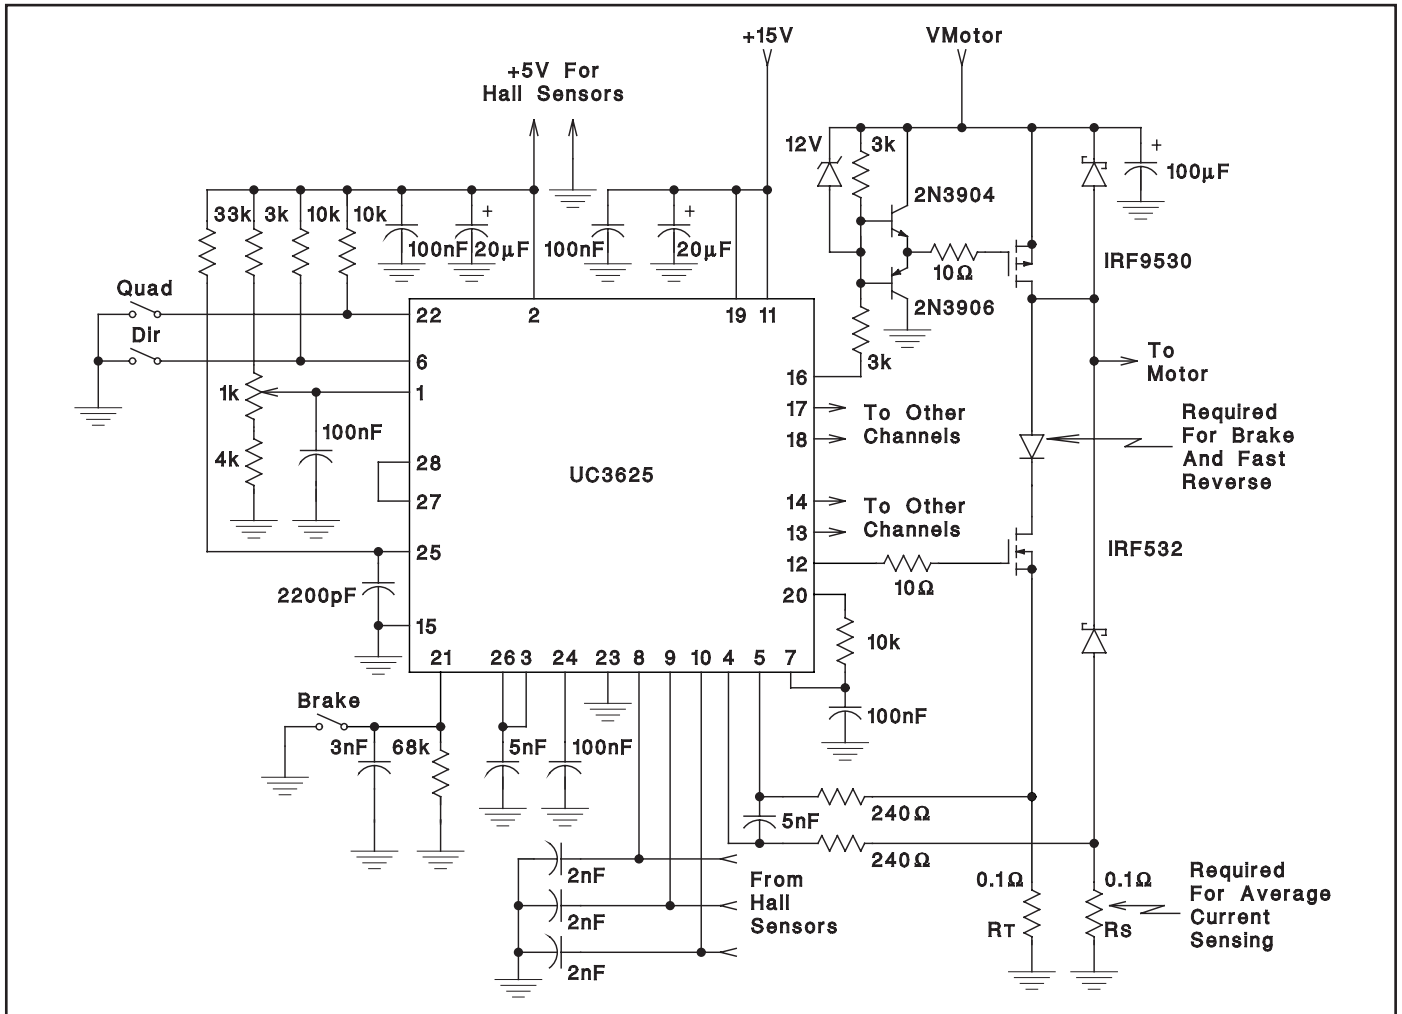 +15V
VMotor
+5V For
Hall Sensors
12V
3k
+
100µF
2N3904
33k
3k
10k
10k
+
+
100nF
20µF
100nF
20µF
10Ω
IRF9530
2N3906
Quad
22
2
19
11
Dir
6
3k
To
Motor
16
1k
1
17
18
To Other
Channels
Required
For Brake
And Fast
Reverse
100nF
4k
28
27
UC3625
14
13
To Other
Channels
25
12
10Ω
IRF532
2200pF
20
15
10k
21
26
3
24
23
8
9
10
4
5
7
Brake
100nF
3nF
68k
5nF
100nF
240Ω
5nF
240Ω
2nF
2nF
2nF
From
Hall
Sensors
0.1Ω
RT
0.1Ω
RS
Required
For Average
Current
Sensing